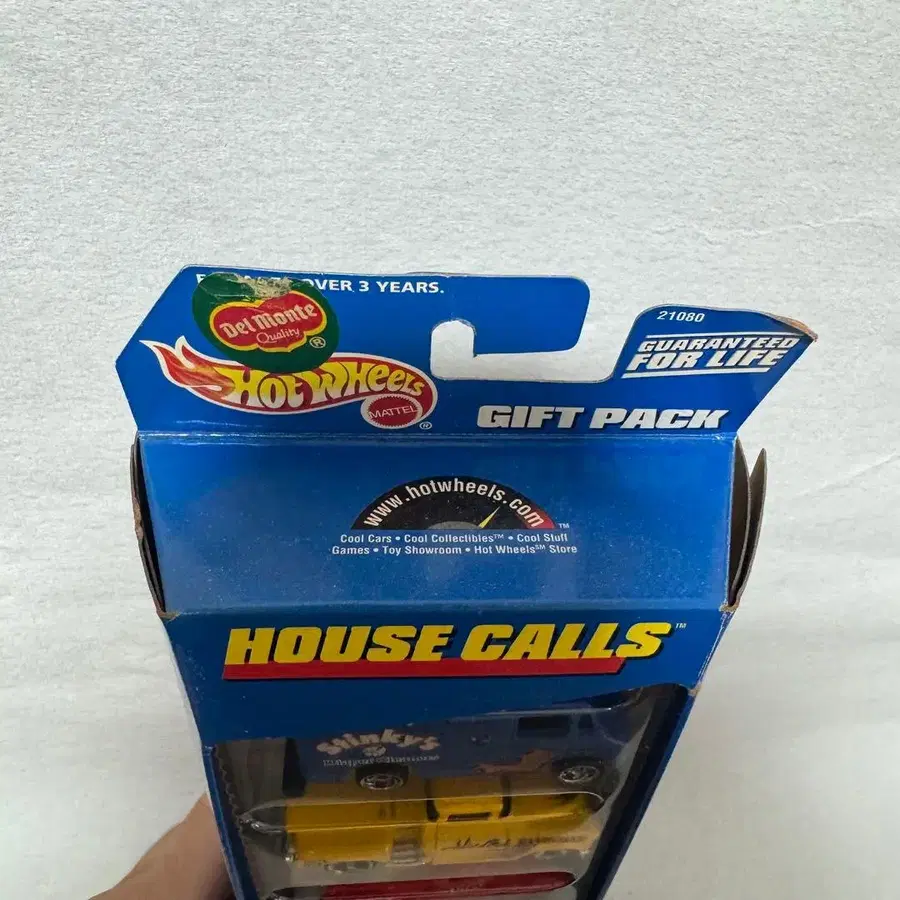 OVER 3 YEARS.
Del Monte
Quality
®
HOT WHEELS
MATTEL
®
21080
GUARANTEED
FOR LIFE
GIFT PACK
www.hotwheels.com™
Cool Cars • Cool Collectibles™ • Cool Stuff
Games • Toy Showroom • Hot Wheels℠ Store
HOUSE CALLS™
Stinky's